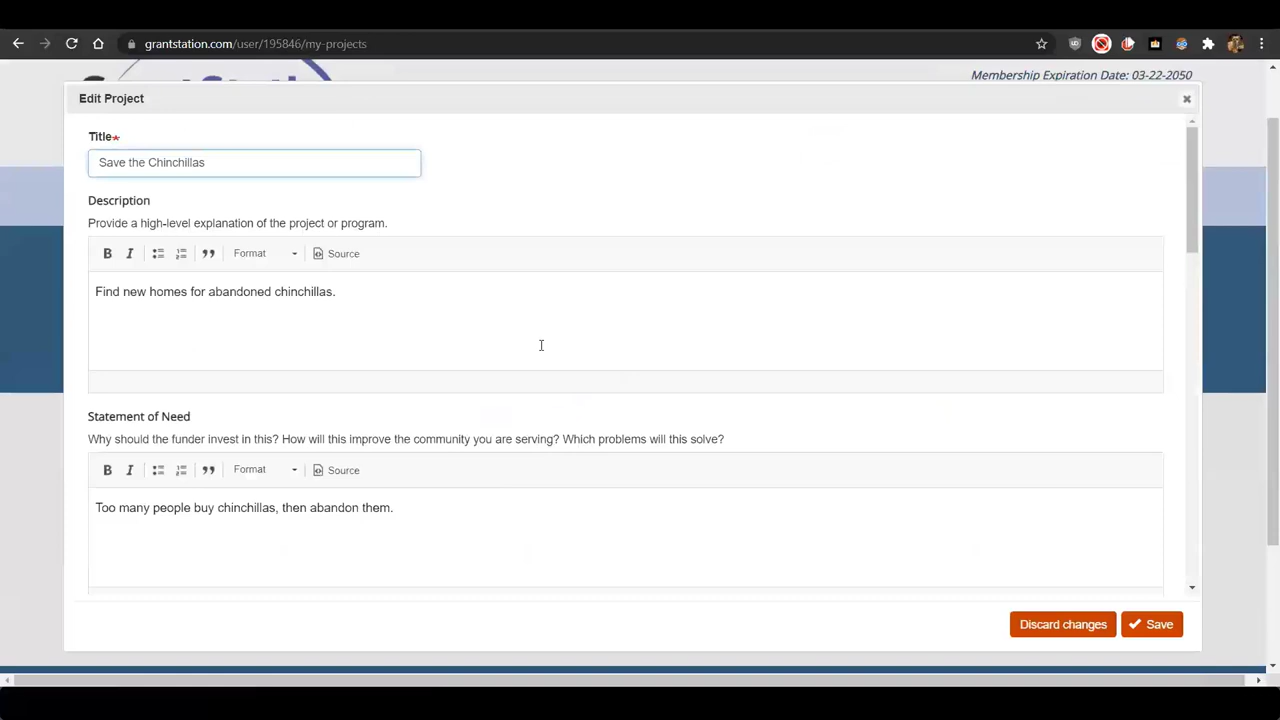 grantstation.com/user/195846/my-projects
Membership Expiration Date: 03-22-2050
Edit Project
Title*
Save the Chinchillas
Description
Provide a high-level explanation of the project or program.
B I Format Source
Find new homes for abandoned chinchillas.
Statement of Need
Why should the funder invest in this? How will this improve the community you are serving? Which problems will this solve?
B I Format Source
Too many people buy chinchillas, then abandon them.
Discard changes Save